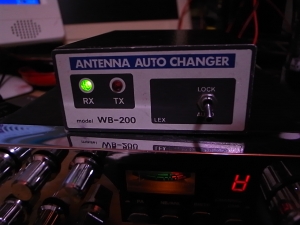 ANTENNA AUTO CHANGER
LOCK
RX TX
LEX
model WB-200